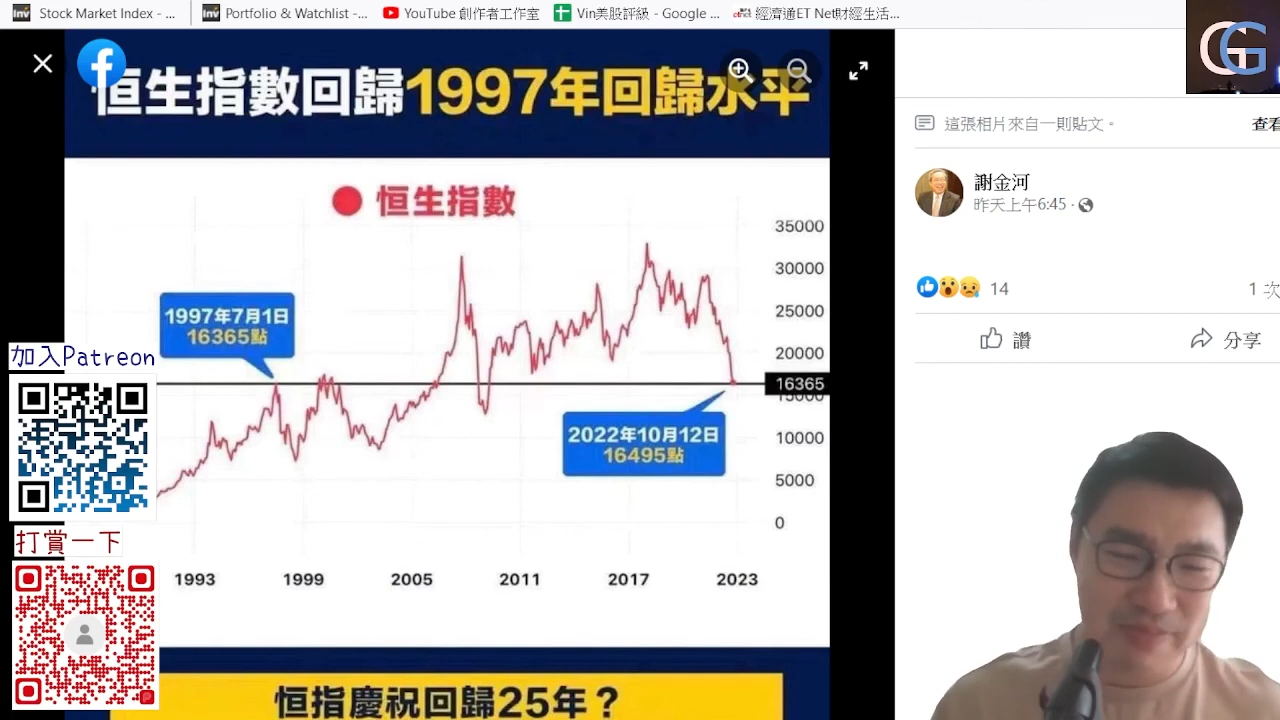 Stock Market Index - ...
Portfolio & Watchlist -...
YouTube 創作者工作室
Vin美股評級 - Google ...
經濟通ET Net財經生活...
恒生指數回歸1997年回歸水平
這張相片來自一則貼文。
查看
謝金河
昨天上午6:45
14
1 次
讚
分享
恒生指數
35000
30000
25000
20000
16365
15000
10000
5000
0
1997年7月1日
16365點
2022年10月12日
16495點
1993
1999
2005
2011
2017
2023
恒指慶祝回歸25年？
加入Patreon
打賞一下